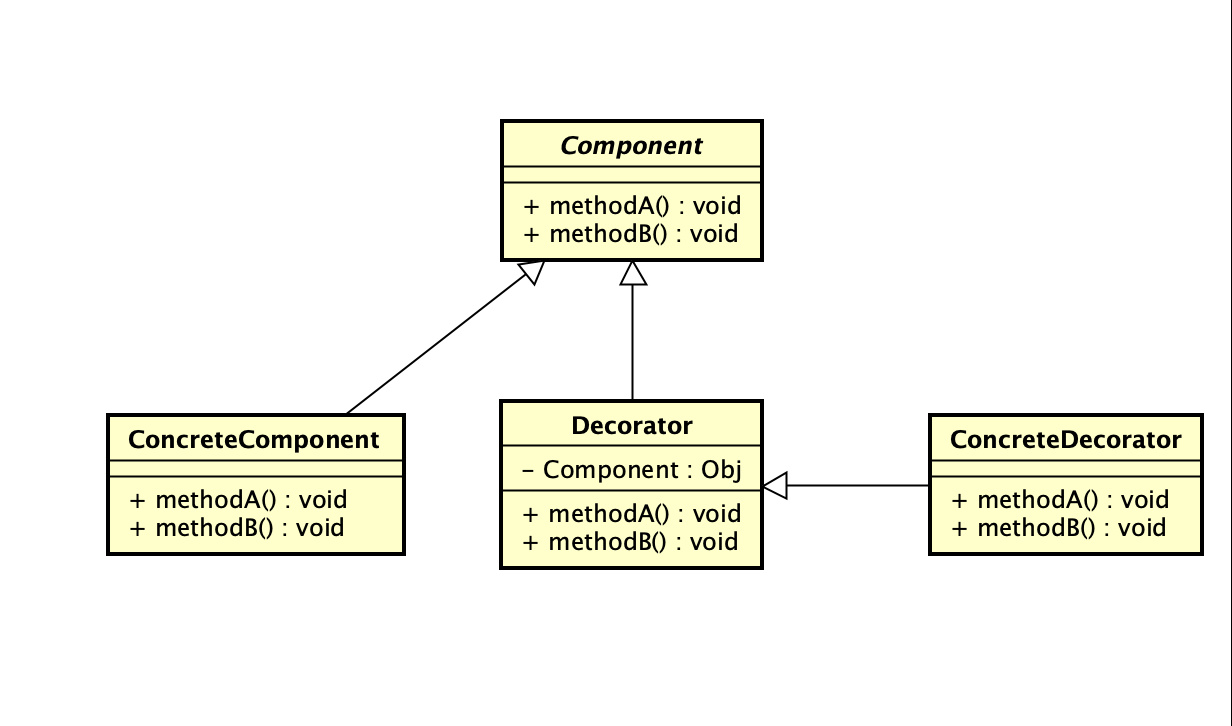 Component
+ methodA() : void
+ methodB() : void
ConcreteComponent
+ methodA() : void
+ methodB() : void
Decorator
– Component : Obj
+ methodA() : void
+ methodB() : void
ConcreteDecorator
+ methodA() : void
+ methodB() : void